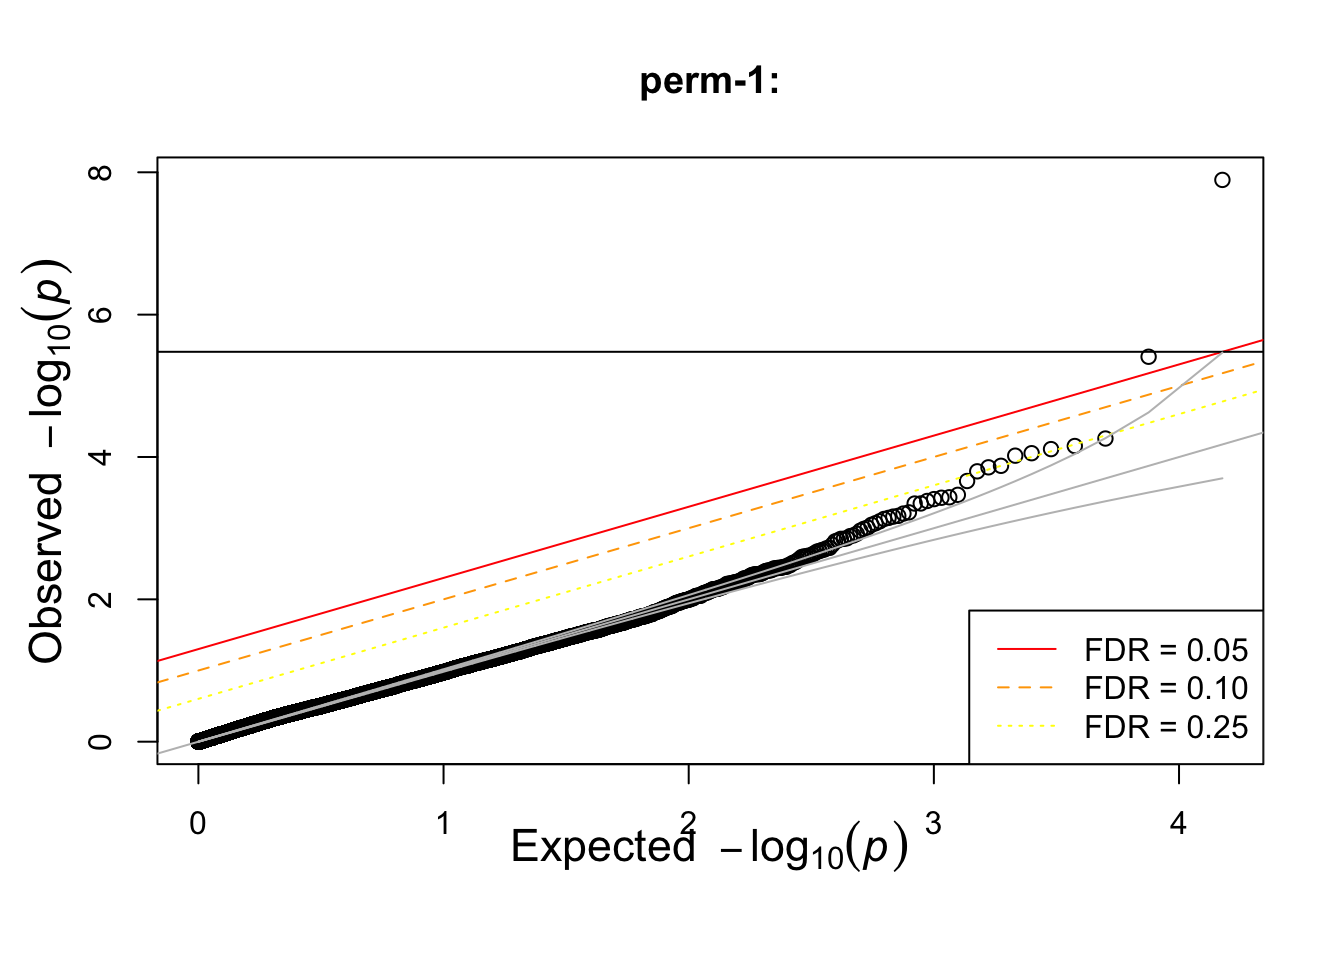 perm-1:
Observed −log10(p)
8
6
4
2
0
FDR = 0.05
FDR = 0.10
FDR = 0.25
0 1 2 3 4
Expected −log10(p)